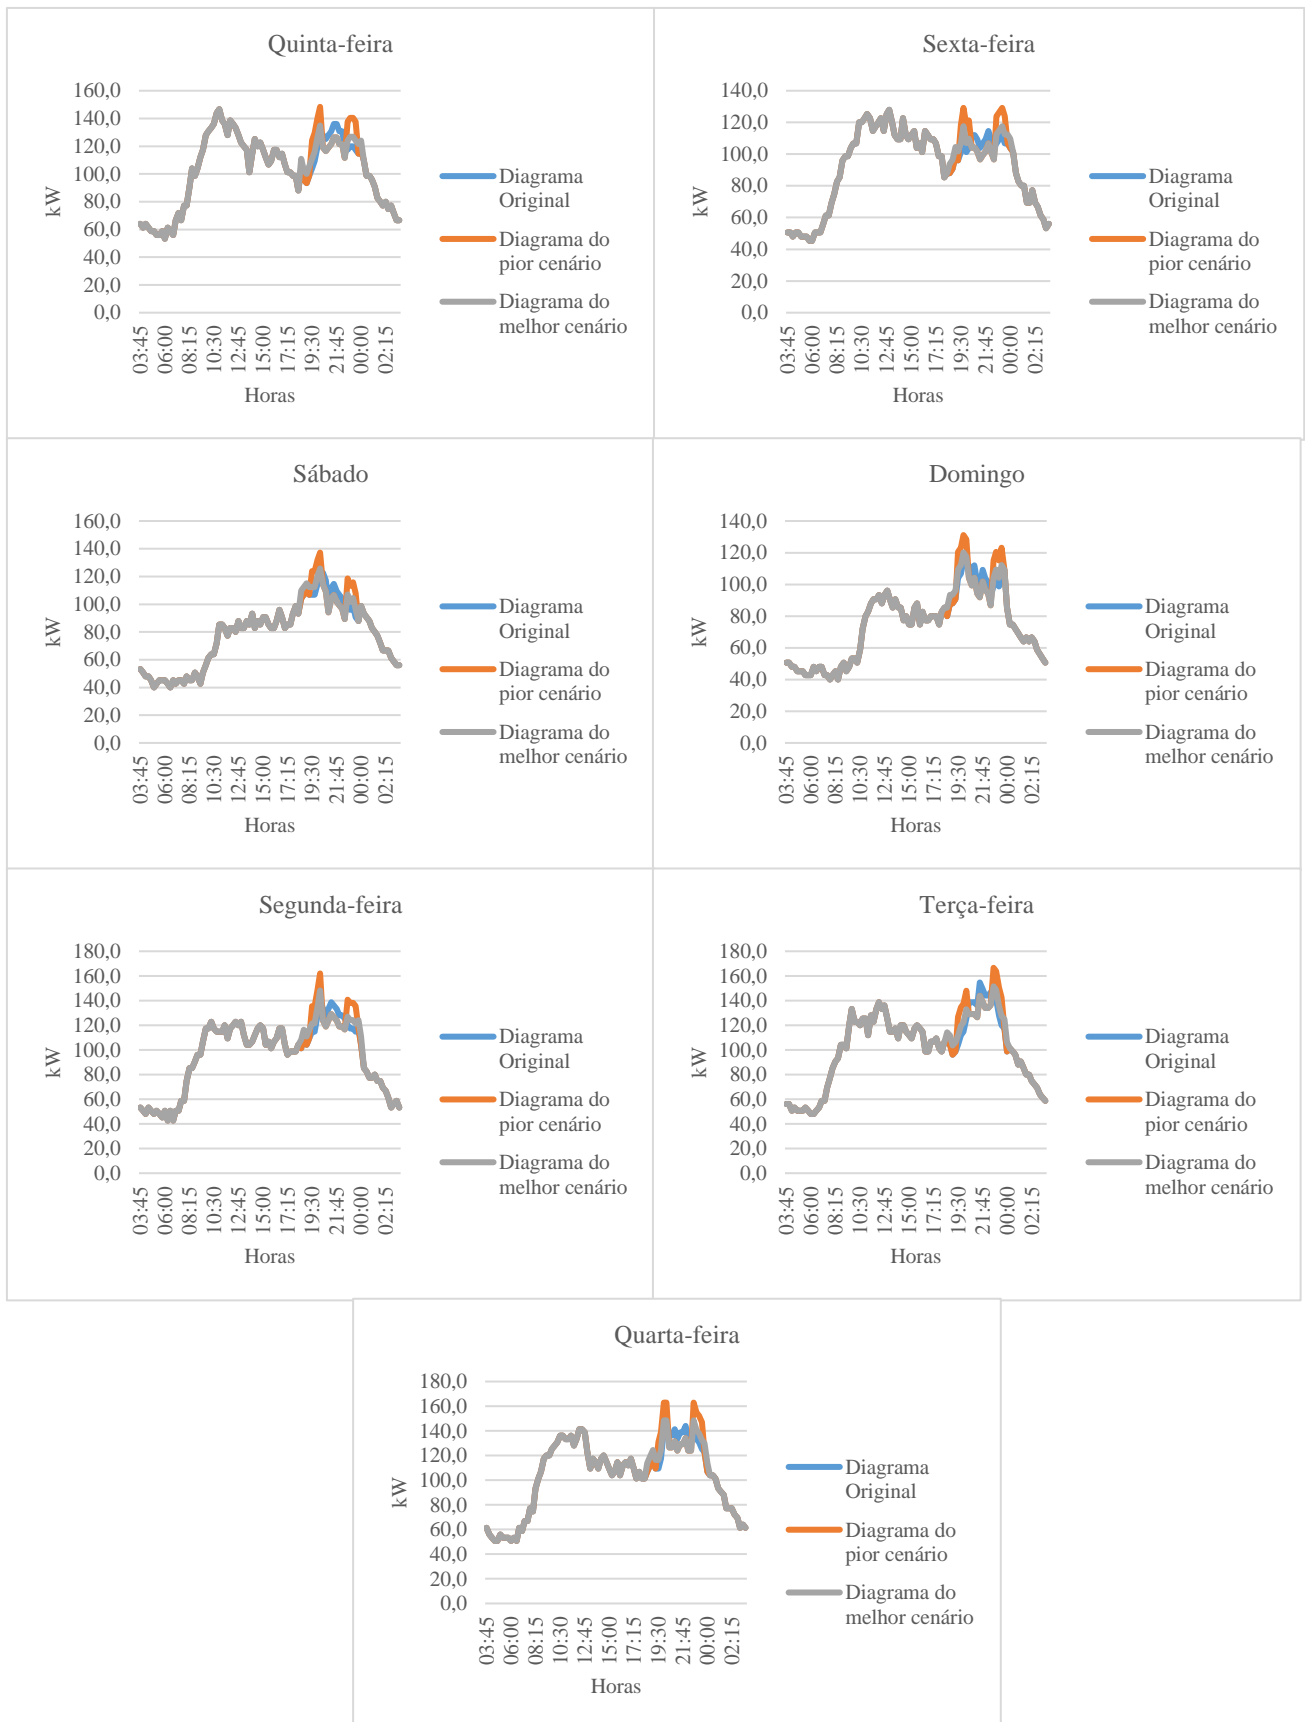 Quinta-feira
160,0
140,0
120,0
100,0
80,0
60,0
40,0
20,0
0,0
kW
03:45
06:00
08:15
10:30
12:45
15:00
17:15
19:30
21:45
00:00
02:15
Horas
Diagrama
Original
Diagrama do
pior cenário
Diagrama do
melhor cenário
Sexta-feira
140,0
120,0
100,0
80,0
60,0
40,0
20,0
0,0
kW
03:45
06:00
08:15
10:30
12:45
15:00
17:15
19:30
21:45
00:00
02:15
Horas
Diagrama
Original
Diagrama do
pior cenário
Diagrama do
melhor cenário
Sábado
160,0
140,0
120,0
100,0
80,0
60,0
40,0
20,0
0,0
kW
03:45
06:00
08:15
10:30
12:45
15:00
17:15
19:30
21:45
00:00
02:15
Horas
Diagrama
Original
Diagrama do
pior cenário
Diagrama do
melhor cenário
Domingo
140,0
120,0
100,0
80,0
60,0
40,0
20,0
0,0
kW
03:45
06:00
08:15
10:30
12:45
15:00
17:15
19:30
21:45
00:00
02:15
Horas
Diagrama
Original
Diagrama do
pior cenário
Diagrama do
melhor cenário
Segunda-feira
180,0
160,0
140,0
120,0
100,0
80,0
60,0
40,0
20,0
0,0
kW
03:45
06:00
08:15
10:30
12:45
15:00
17:15
19:30
21:45
00:00
02:15
Horas
Diagrama
Original
Diagrama do
pior cenário
Diagrama do
melhor cenário
Terça-feira
180,0
160,0
140,0
120,0
100,0
80,0
60,0
40,0
20,0
0,0
kW
03:45
06:00
08:15
10:30
12:45
15:00
17:15
19:30
21:45
00:00
02:15
Horas
Diagrama
Original
Diagrama do
pior cenário
Diagrama do
melhor cenário
Quarta-feira
180,0
160,0
140,0
120,0
100,0
80,0
60,0
40,0
20,0
0,0
kW
03:45
06:00
08:15
10:30
12:45
15:00
17:15
19:30
21:45
00:00
02:15
Horas
Diagrama
Original
Diagrama do
pior cenário
Diagrama do
melhor cenário